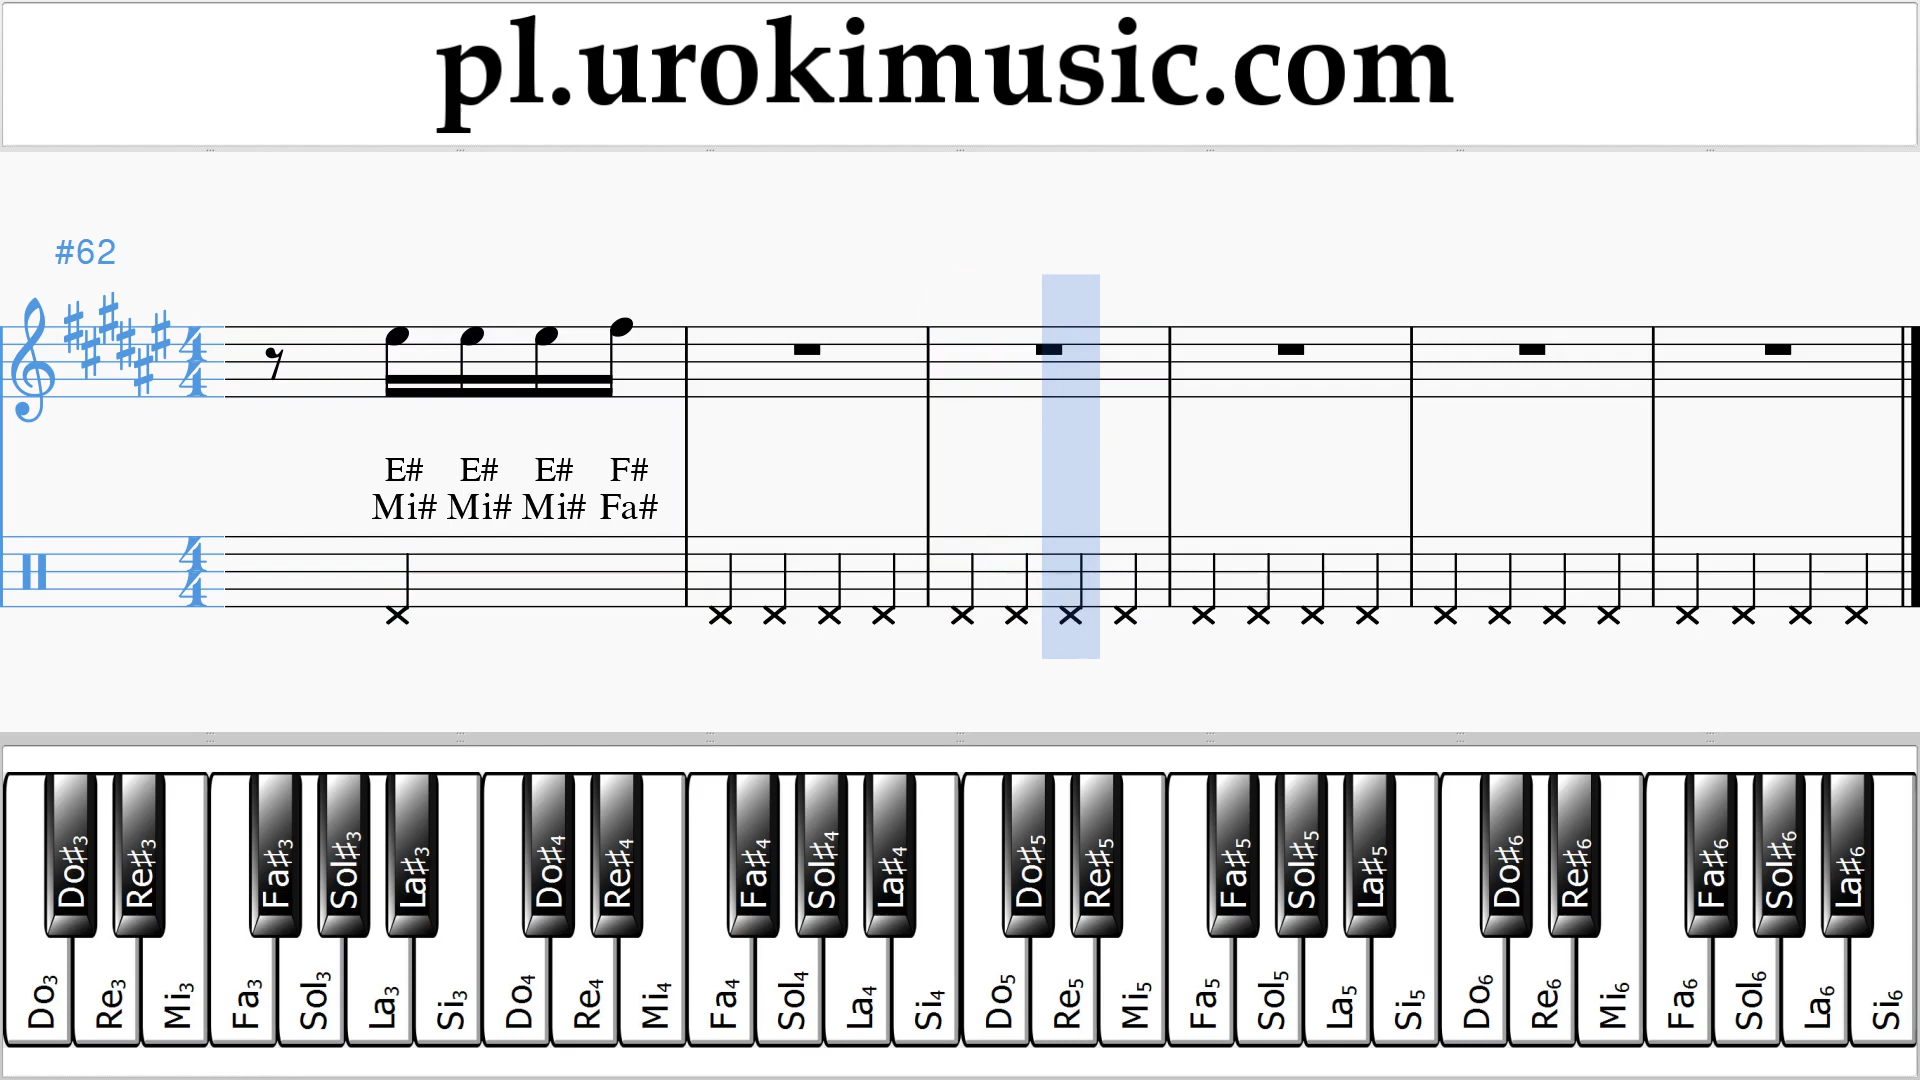 pl.urokimusic.com
#62
4
4
E# E# E# F#
Mi# Mi# Mi# Fa#
4
4
Do#3 Re#3 Fa#3 Sol#3 La#3 Do#4 Re#4 Fa#4 Sol#4 La#4 Do#5 Re#5 Fa#5 Sol#5 La#5 Do#6 Re#6 Fa#6 Sol#6 La#6
Do3 Re3 Mi3 Fa3 Sol3 La3 Si3 Do4 Re4 Mi4 Fa4 Sol4 La4 Si4 Do5 Re5 Mi5 Fa5 Sol5 La5 Si5 Do6 Re6 Mi6 Fa6 Sol6 La6 Si6